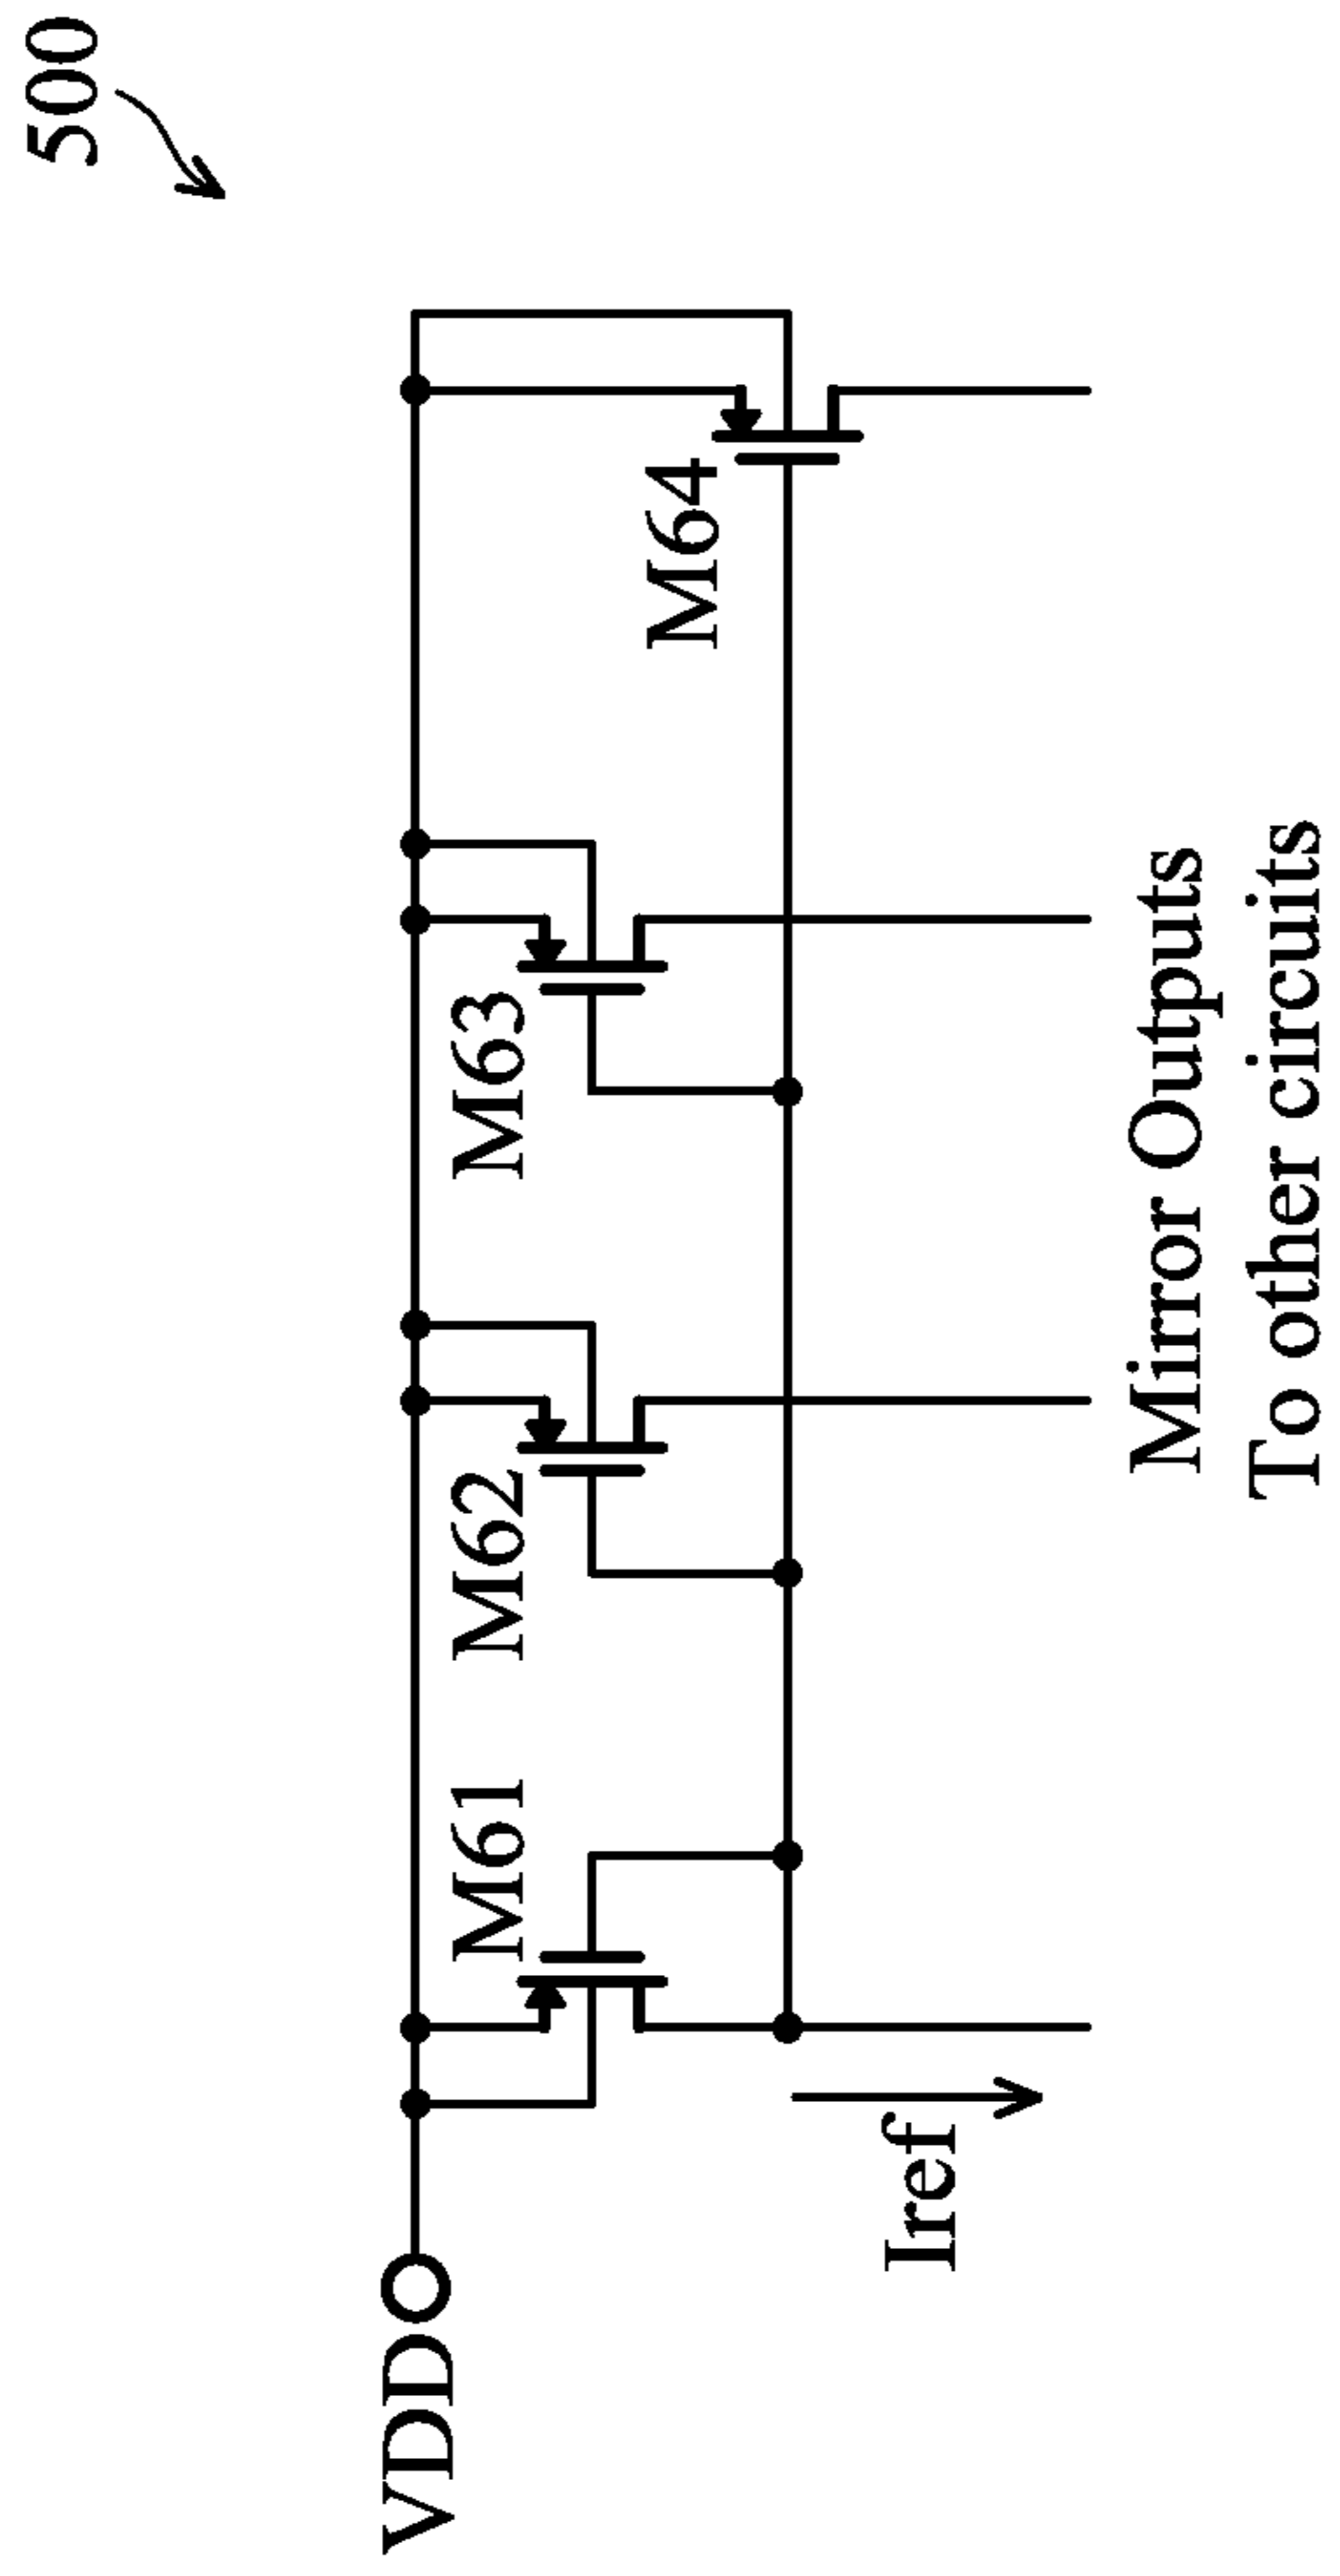 500
VDD
M61
M62
M63
M64
Iref
Mirror Outputs
To other circuits